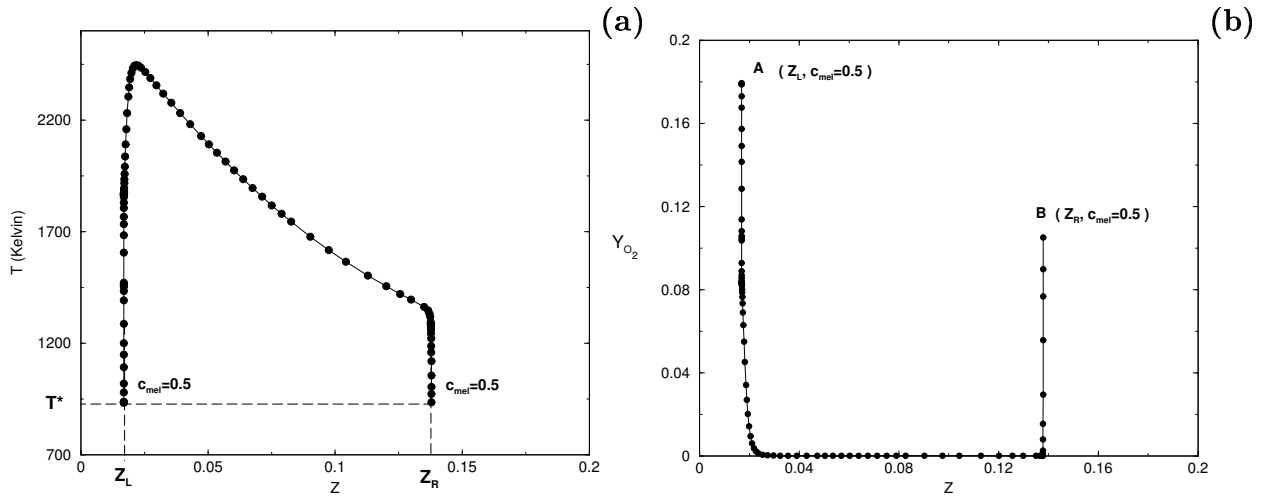 (a)
2200
1700
1200
700
T (Kelvin)
T*
c_mel=0.5
c_mel=0.5
0
0.05
0.1
0.15
0.2
Z_L
Z
Z_R
(b)
0.2
0.16
0.12
0.08
0.04
0
Y_O_2
A ( Z_L, c_mel=0.5 )
B ( Z_R, c_mel=0.5 )
0
0.04
0.08
0.12
0.16
0.2
Z